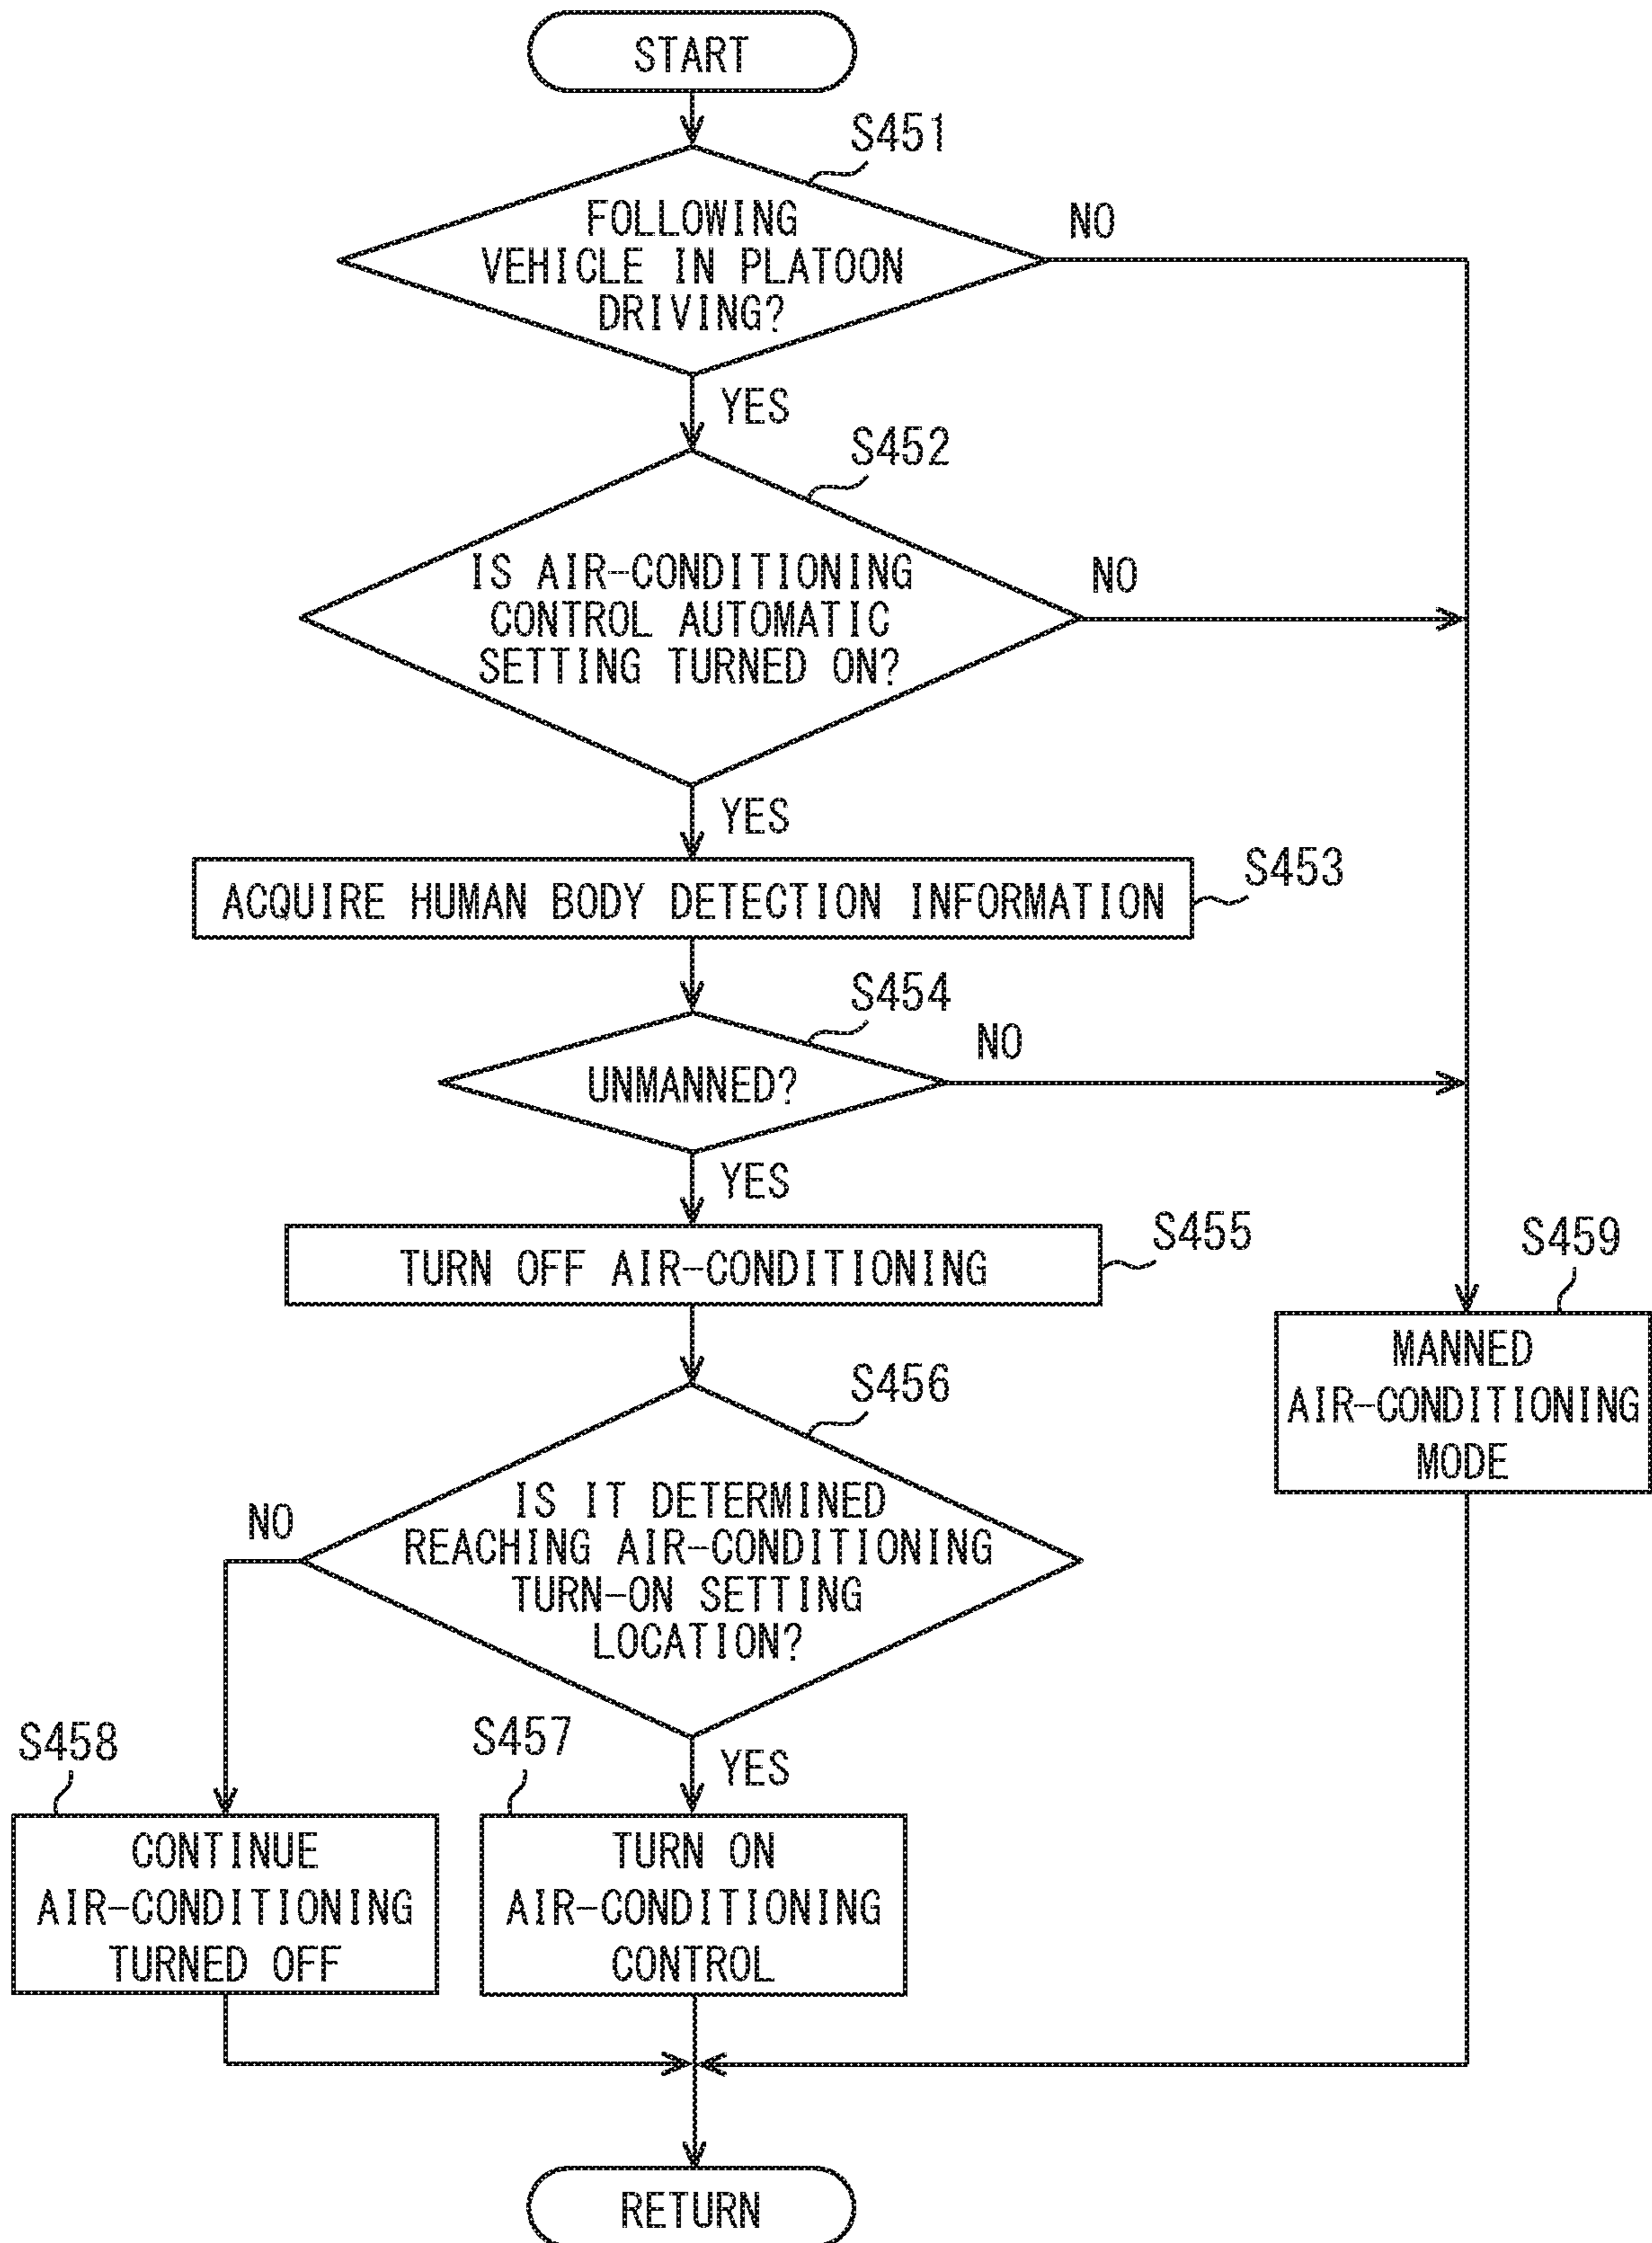 START
S451
FOLLOWING
VEHICLE IN PLATOON
DRIVING?
NO
YES
S452
IS AIR-CONDITIONING
CONTROL AUTOMATIC
SETTING TURNED ON?
NO
YES
S453
ACQUIRE HUMAN BODY DETECTION INFORMATION
S454
UNMANNED?
NO
YES
S455
TURN OFF AIR-CONDITIONING
S459
MANNED
AIR-CONDITIONING
MODE
S456
IS IT DETERMINED
REACHING AIR-CONDITIONING
TURN-ON SETTING
LOCATION?
NO
YES
S458
CONTINUE
AIR-CONDITIONING
TURNED OFF
S457
TURN ON
AIR-CONDITIONING
CONTROL
RETURN